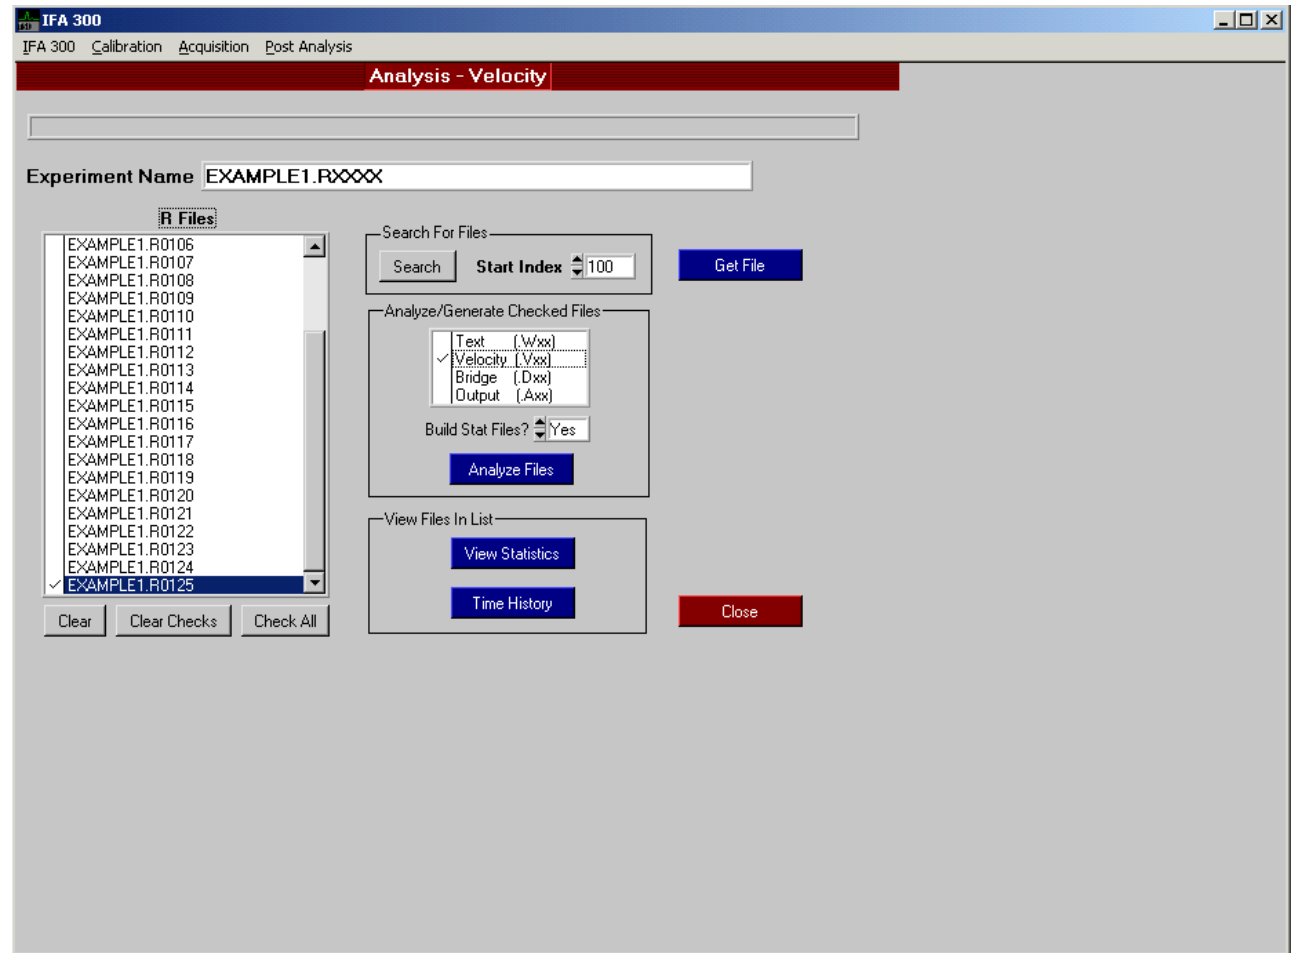 IFA 300
IFA 300 Calibration Acquisition Post Analysis
Analysis - Velocity
Experiment Name EXAMPLE1.RXXXX
R Files
EXAMPLE1.R0106
EXAMPLE1.R0107
EXAMPLE1.R0108
EXAMPLE1.R0109
EXAMPLE1.R0110
EXAMPLE1.R0111
EXAMPLE1.R0112
EXAMPLE1.R0113
EXAMPLE1.R0114
EXAMPLE1.R0115
EXAMPLE1.R0116
EXAMPLE1.R0117
EXAMPLE1.R0118
EXAMPLE1.R0119
EXAMPLE1.R0120
EXAMPLE1.R0121
EXAMPLE1.R0122
EXAMPLE1.R0123
EXAMPLE1.R0124
EXAMPLE1.R0125
Clear Clear Checks Check All
Search For Files
Search Start Index 100
Get File
Analyze/Generate Checked Files
Text (.Wxx)
Velocity (.Vxx)
Bridge (.Dxx)
Output (.Axx)
Build Stat Files? Yes
Analyze Files
View Files In List
View Statistics
Time History
Close